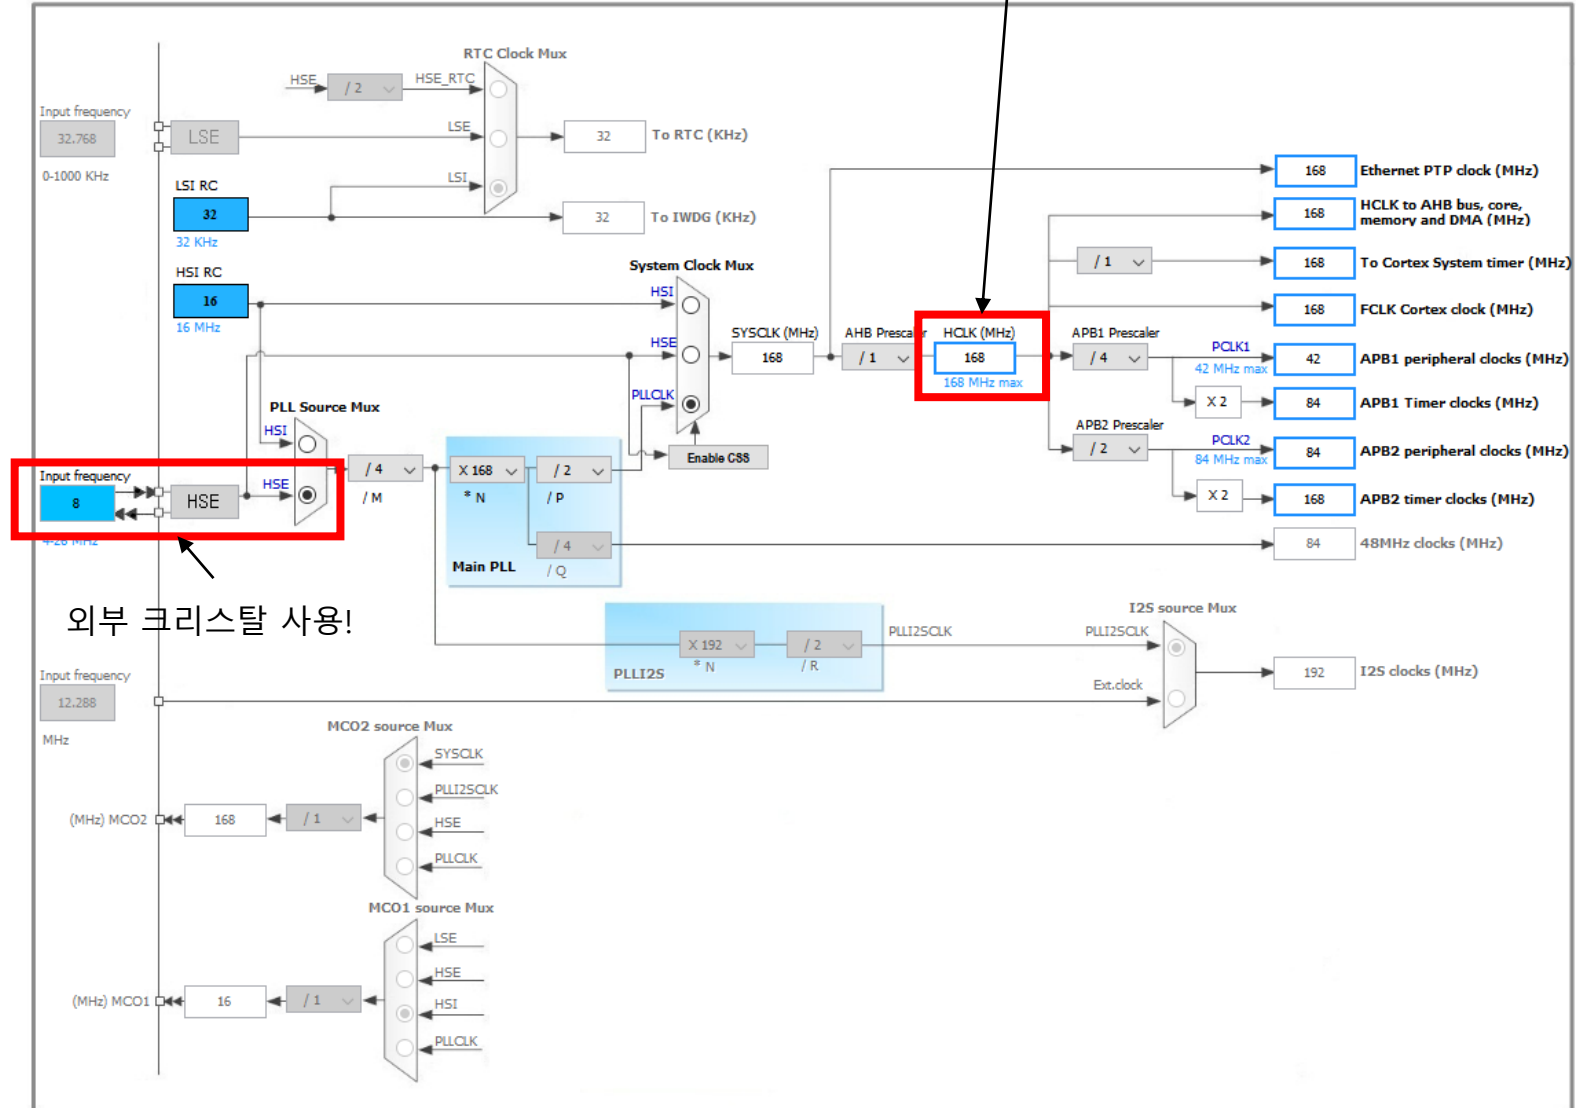 RTC Clock Mux
HSE
/ 2
HSE_RTC
Input frequency
32.768
LSE
LSE
32
To RTC (KHz)
0-1000 KHz
LSI RC
LSI
32
32 KHz
32
To IWDG (KHz)
168
Ethernet PTP clock (MHz)
168
HCLK to AHB bus, core,
memory and DMA (MHz)
/ 1
168
To Cortex System timer (MHz)
168
FCLK Cortex clock (MHz)
HSI RC
16
16 MHz
System Clock Mux
HSI
HSE
PLLCLK
SYSCLK (MHz)
168
AHB Prescaler
/ 1
HCLK (MHz)
168
168 MHz max
APB1 Prescaler
/ 4
PCLK1
42 MHz max
42
APB1 peripheral clocks (MHz)
X 2
84
APB1 Timer clocks (MHz)
APB2 Prescaler
/ 2
PCLK2
84 MHz max
84
APB2 peripheral clocks (MHz)
X 2
168
APB2 timer clocks (MHz)
Enable CSS
PLL Source Mux
HSI
HSE
Input frequency
8
HSE
4-26 MHz
/ 4
/ M
X 168
* N
/ 2
/ P
/ 4
/ Q
Main PLL
84
48MHz clocks (MHz)
외부 크리스탈 사용!
X 192
* N
/ 2
/ R
PLLI2S
PLLI2SCLK
I2S source Mux
PLLI2SCLK
Ext.clock
192
I2S clocks (MHz)
Input frequency
12.288
MHz
MCO2 source Mux
SYSCLK
PLLI2SCLK
HSE
PLLCLK
(MHz) MCO2
168
/ 1
MCO1 source Mux
LSE
HSE
HSI
PLLCLK
(MHz) MCO1
16
/ 1